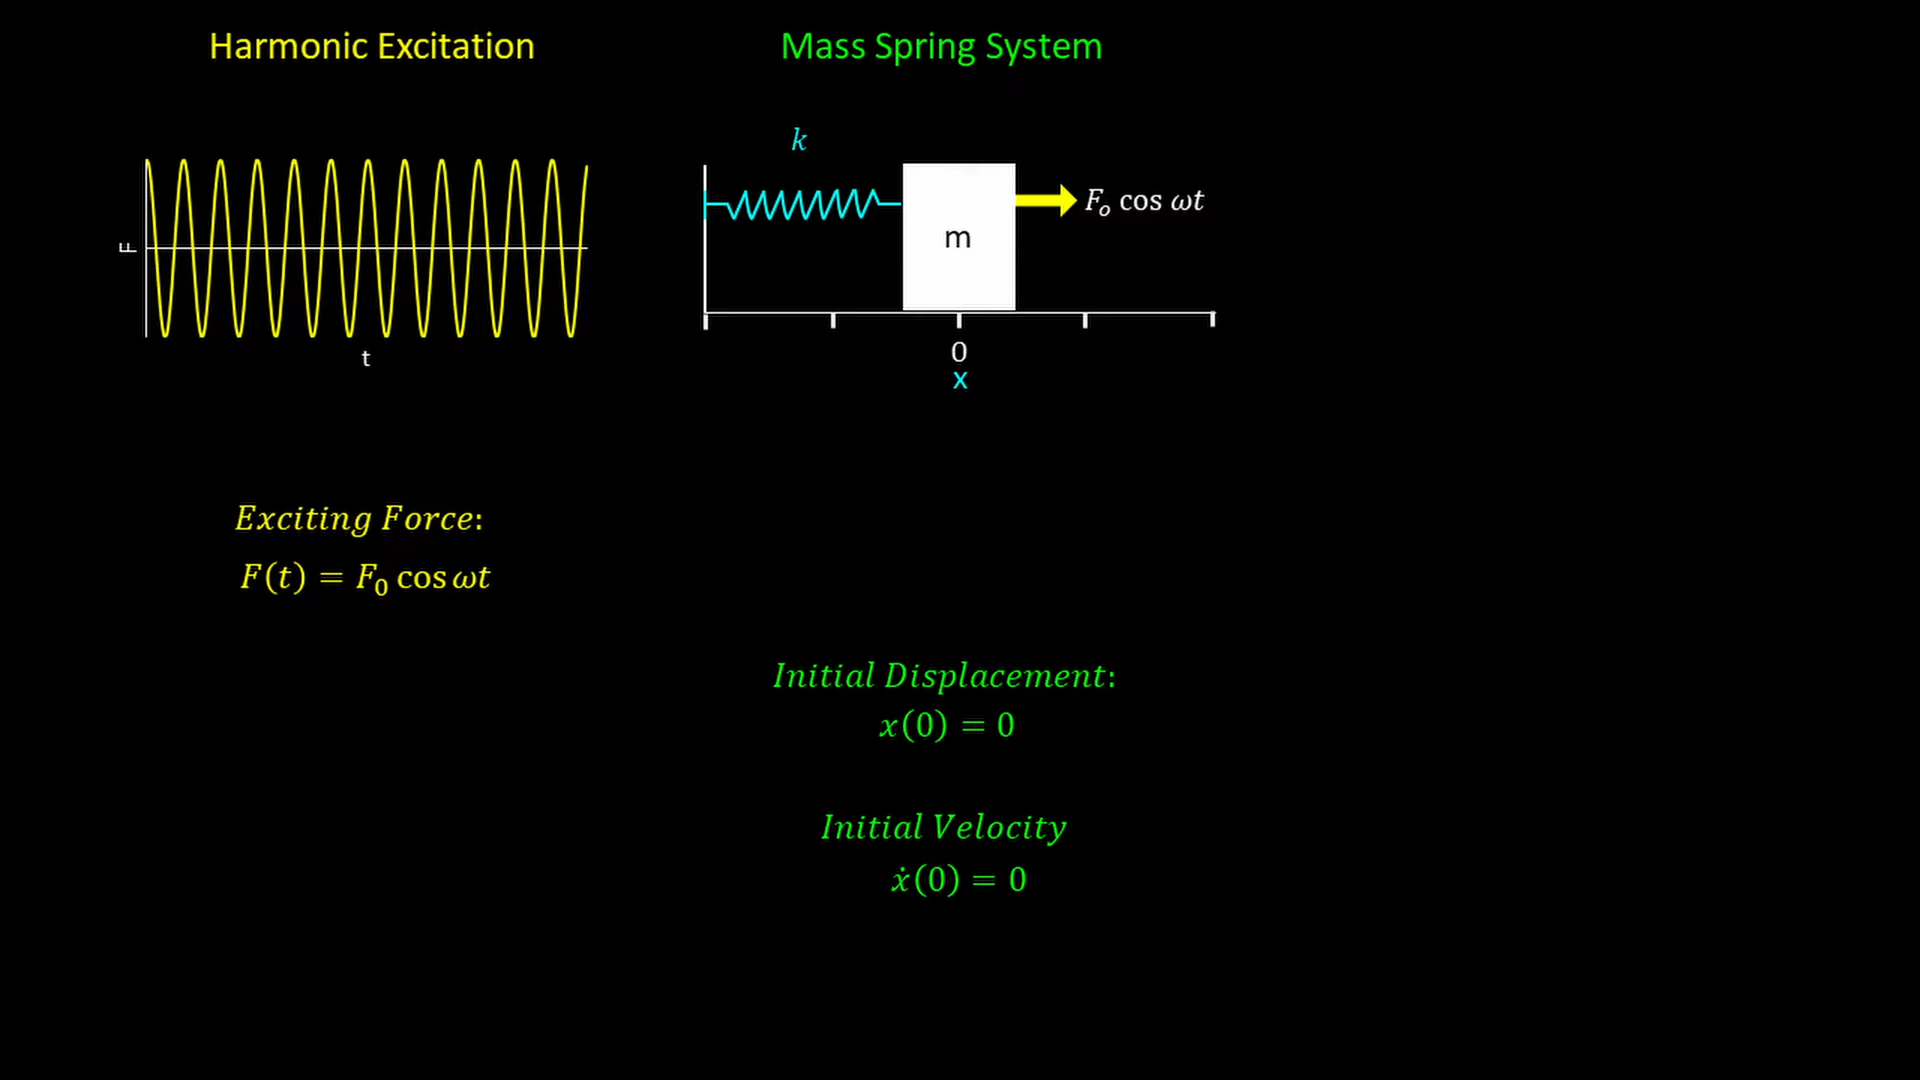 Harmonic Excitation
Mass Spring System
k
F
m
Fₒ cos ωt
t
0
x
Exciting Force:
F(t) = F₀ cos ωt
Initial Displacement:
x(0) = 0
Initial Velocity
ẋ(0) = 0